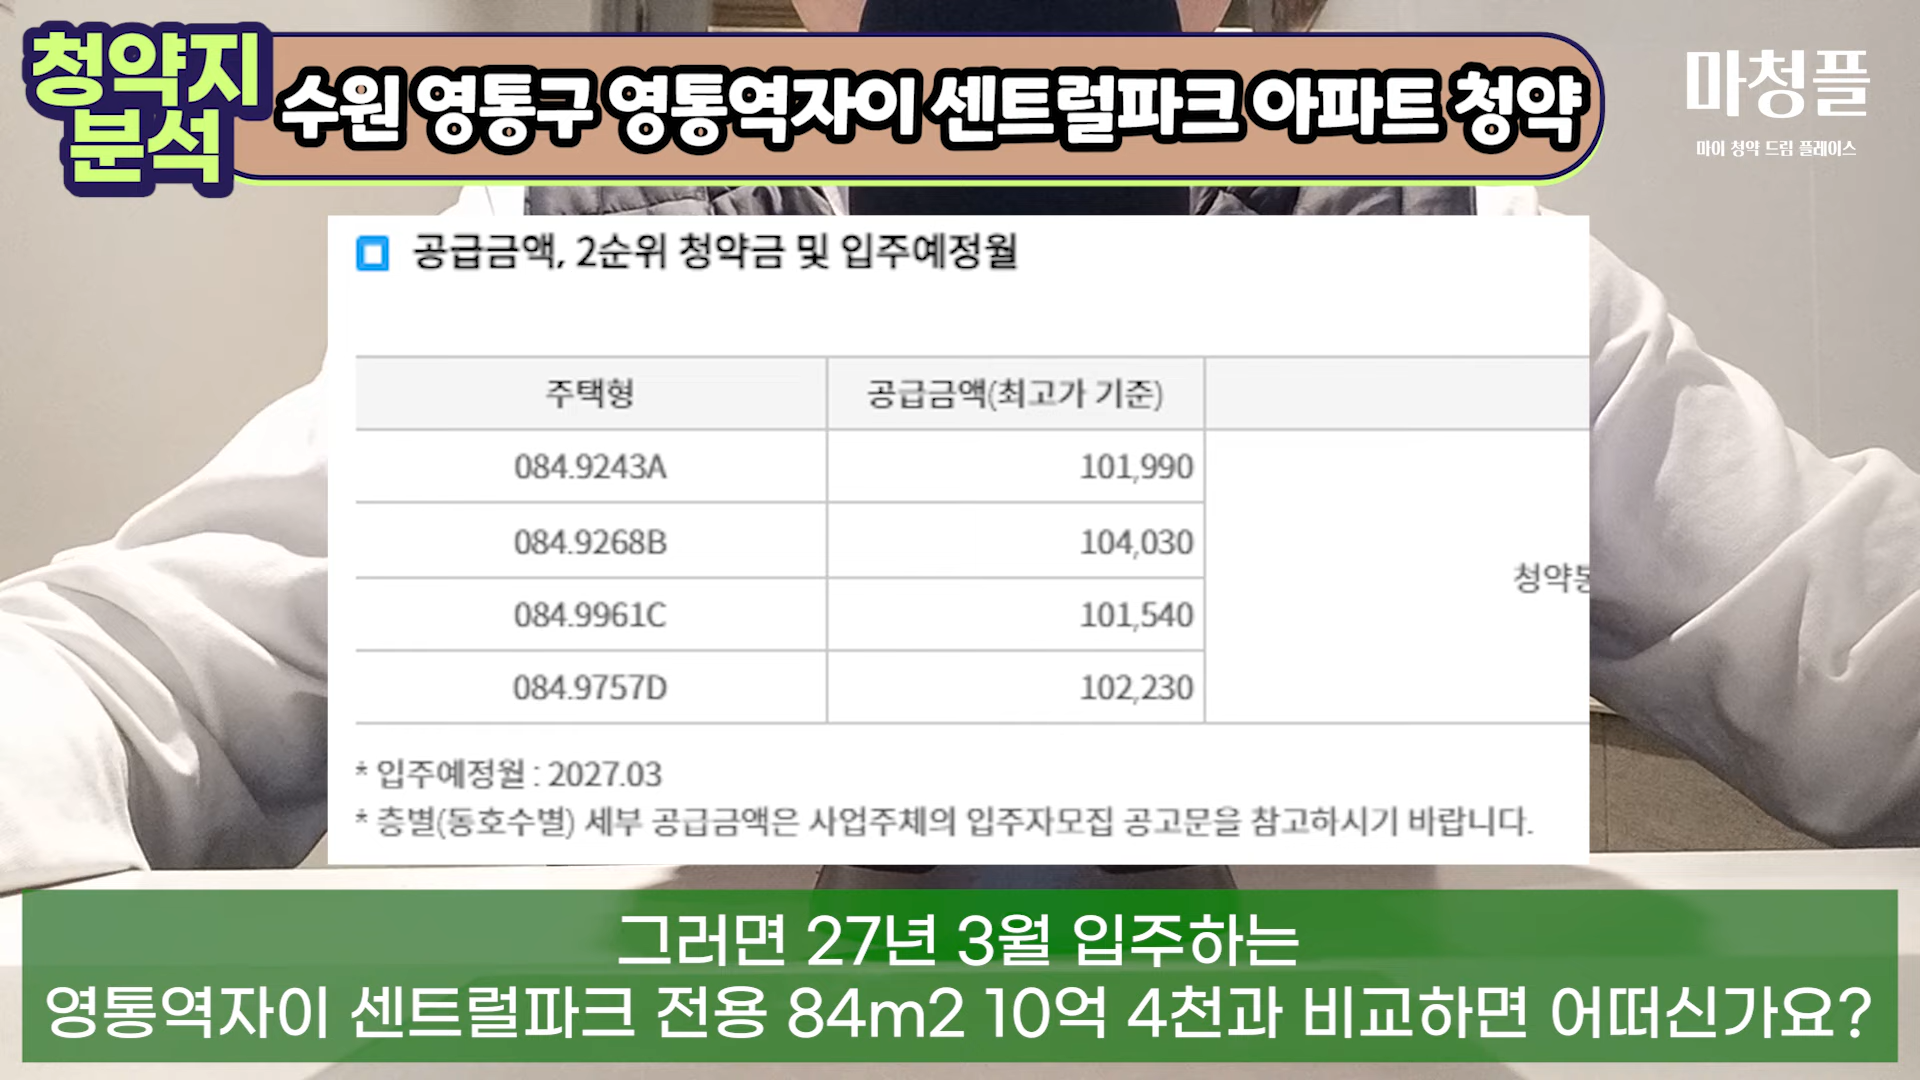 청약지
분석
수원 영통구 영통역자이 센트럴파크 아파트 청약
마청플
마이 청약 드림 플레이스
공급금액, 2순위 청약금 및 입주예정월
주택형 공급금액(최고가 기준)
084.9243A 101,990
084.9268B 104,030
청약
084.9961C 101,540
084.9757D 102,230
* 입주예정월 : 2027.03
* 층별(동호수별) 세부 공급금액은 사업주체의 입주자모집 공고문을 참고하시기 바랍니다.
그러면 27년 3월 입주하는
영통역자이 센트럴파크 전용 84m2 10억 4천과 비교하면 어떠신가요?